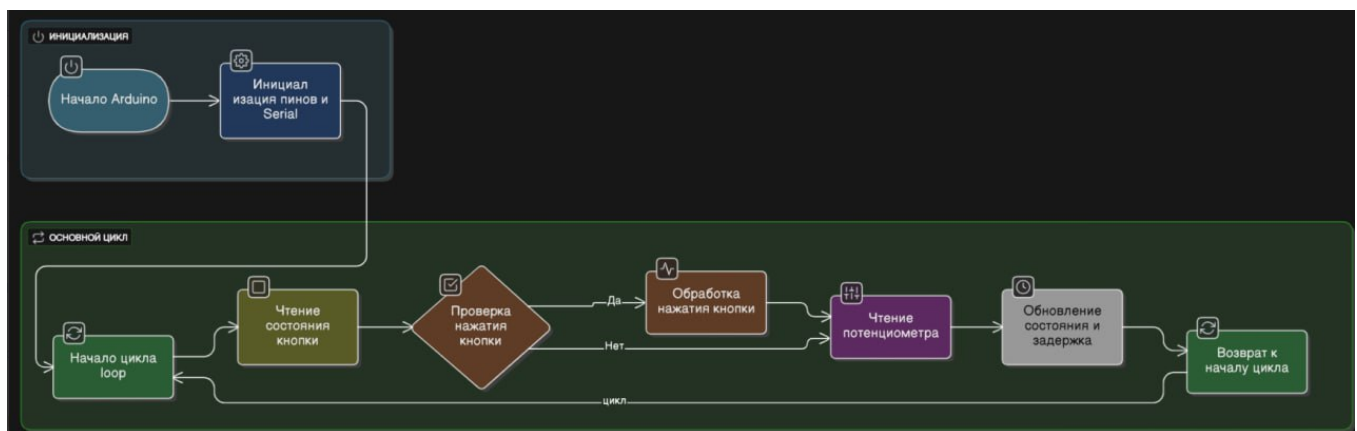 ИНИЦИАЛИЗАЦИЯ
Начало Arduino
Инициал
изация пинов и
Serial
ОСНОВНОЙ ЦИКЛ
Начало цикла
loop
Чтение
состояния
кнопки
Проверка
нажатия
кнопки
Да
Нет
Обработка
нажатия кнопки
Чтение
потенциометра
Обновление
состояния и
задержка
Возврат к
началу цикла
цикл